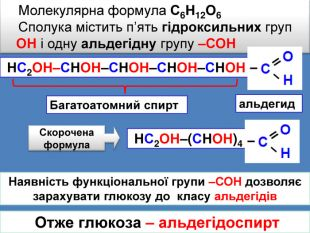 Молекулярна формула C6H12O6
Сполука містить п'ять гідроксильних груп
ОН і одну альдегідну групу –СОН
HC2OH–CHOH–CHOH–CHOH–CHOH – C
O
H
Багатоатомний спирт
альдегид
Скорочена
формула
HC2OH–(CHOH)4 – C
O
H
Наявність функціональної групи –СОН дозволяє
зарахувати глюкозу до класу альдегідів
Отже глюкоза – альдегідоспирт